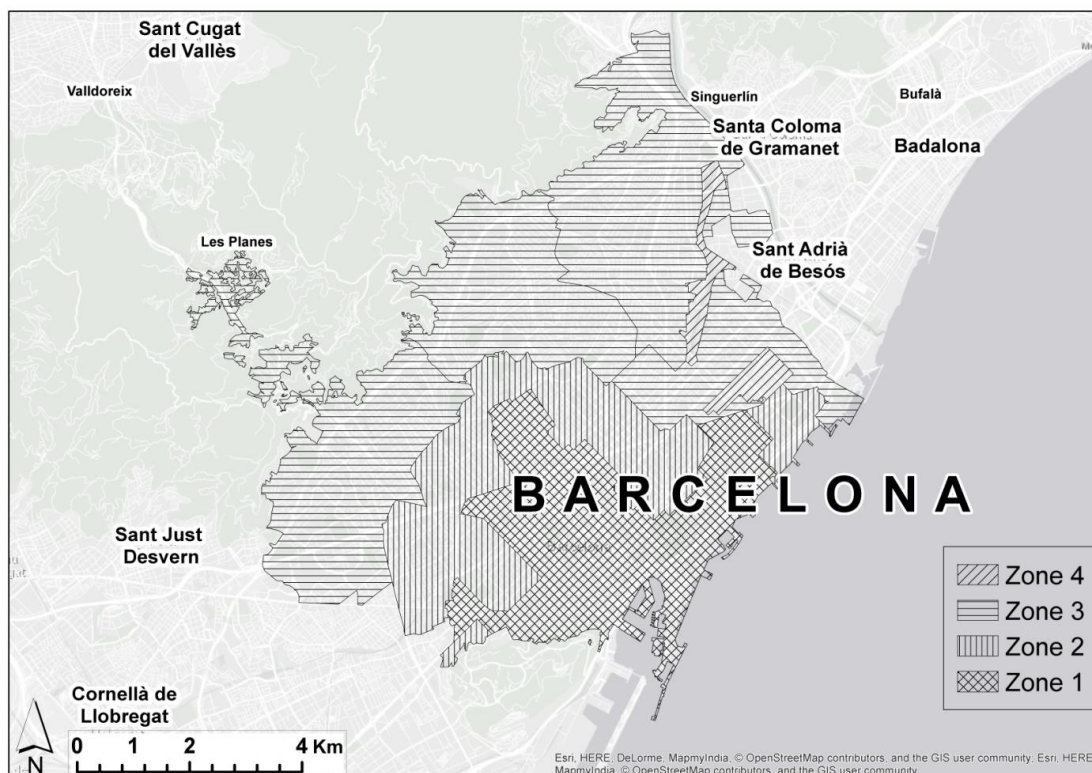 Sant Cugat
del Vallès
Valldoreix
Singuerlín
Bufalà
Santa Coloma
de Gramanet
Badalona
Les Planes
Sant Adrià
de Besós
BARCELONA
Sant Just
Desvern
Zone 4
Zone 3
Zone 2
Zone 1
Cornellà de
Llobregat
0 1 2 4 Km
N
Esri, HERE, DeLorme, MapmyIndia, © OpenStreetMap contributors, and the GIS user community; Esri, HERE
MapmyIndia, © OpenStreetMap contributors, and the GIS user community